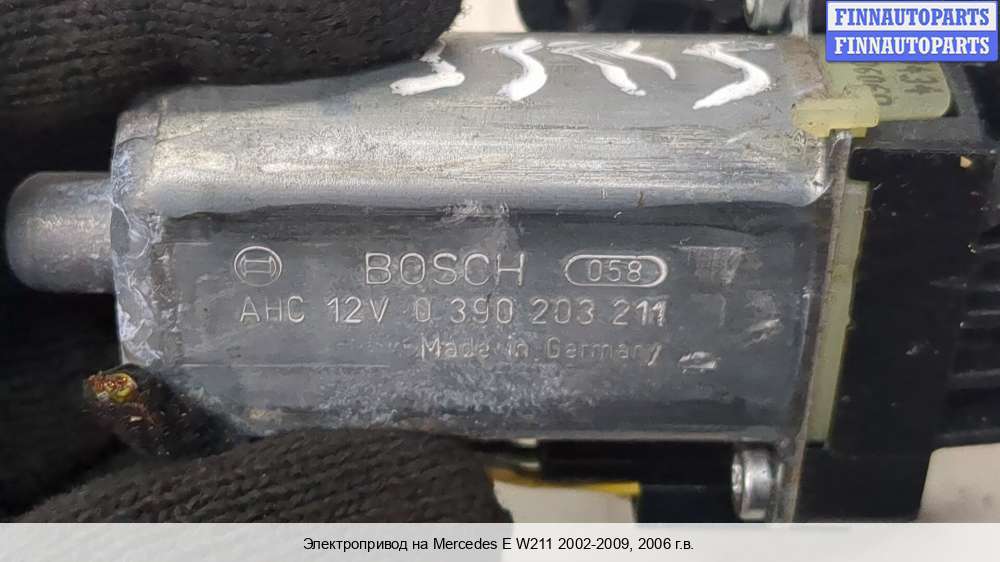 FINNAUTOPARTS
FINNAUTOPARTS
BOSCH 058
AHC 12V 0 390 203 211
Made in Germany
Электропривод на Mercedes E W211 2002-2009, 2006 г.в.